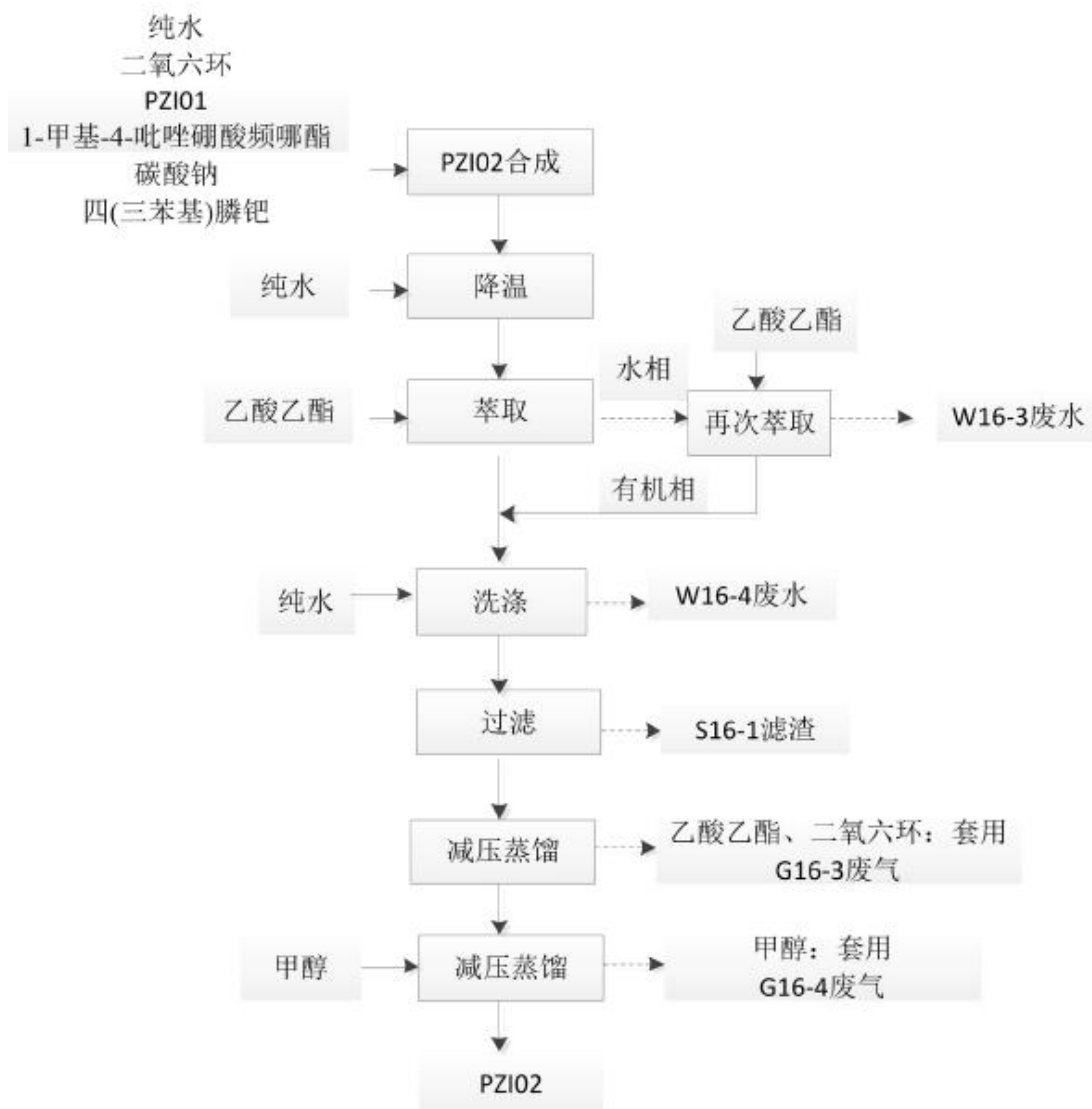 纯水
二氧六环
PZI01
1-甲基-4-吡唑硼酸频哪酯
碳酸钠
四(三苯基)膦钯
PZI02合成
纯水
降温
乙酸乙酯
水相
乙酸乙酯
萃取
再次萃取
W16-3废水
有机相
纯水
洗涤
W16-4废水
过滤
S16-1滤渣
减压蒸馏
乙酸乙酯、二氧六环：套用
G16-3废气
甲醇
减压蒸馏
甲醇：套用
G16-4废气
PZI02